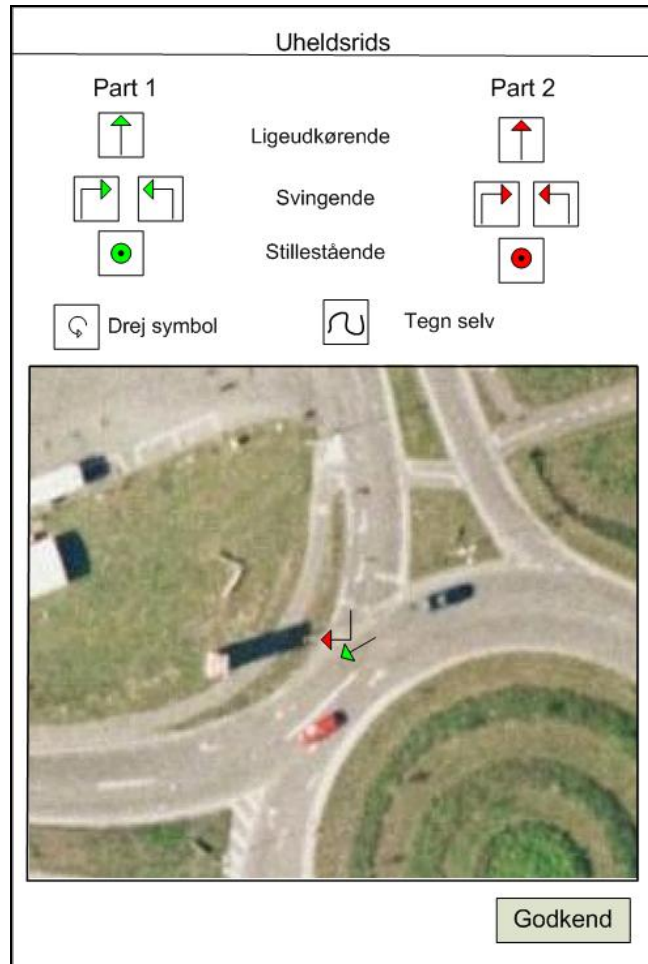 Uheldsrids
Part 1
Part 2
Ligeudkørende
Svingende
Stillestående
Drej symbol
Tegn selv
Godkend